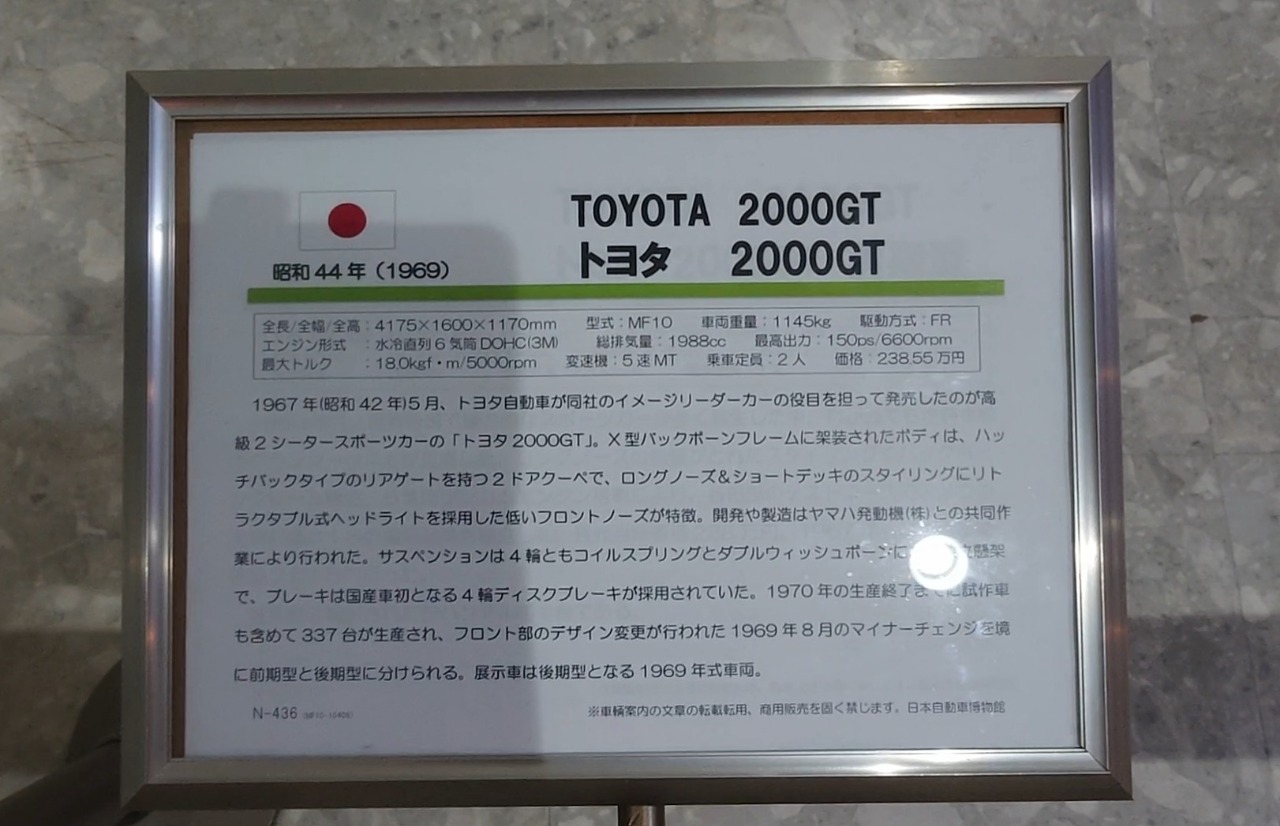 TOYOTA 2000GT
トヨタ 2000GT
昭和44年（1969）
全長/全幅/全高：4175×1600×1170mm 型式：MF10 車両重量：1145kg 駆動方式：FR
エンジン形式 ：水冷直列6気筒DOHC(3M) 総排気量：1988cc 最高出力：150ps/6600rpm
最大トルク ：18.0kgf・m/5000rpm 変速機：5速MT 乗車定員：2人 価格：238.55万円
1967年(昭和42年)5月、トヨタ自動車が同社のイメージリーダーカーの役目を担って発売したのが高
級2シータースポーツカーの「トヨタ2000GT」。X型バックボーンフレームに架装されたボディは、ハッ
チバックタイプのリアゲートを持つ2ドアクーペで、ロングノーズ＆ショートデッキのスタイリングにリト
ラクタブル式ヘッドライトを採用した低いフロントノーズが特徴。開発や製造はヤマハ発動機(株)との共同作
業により行われた。サスペンションは4輪ともコイルスプリングとダブルウィッシュボーンに 懸架
で、ブレーキは国産車初となる4輪ディスクブレーキが採用されていた。1970年の生産終了までに試作車
も含めて337台が生産され、フロント部のデザイン変更が行われた1969年8月のマイナーチェンジを境
に前期型と後期型に分けられる。展示車は後期型となる1969年式車両。
N-436
※車輌案内の文章の転載転用、商用販売を固く禁じます。日本自動車博物館